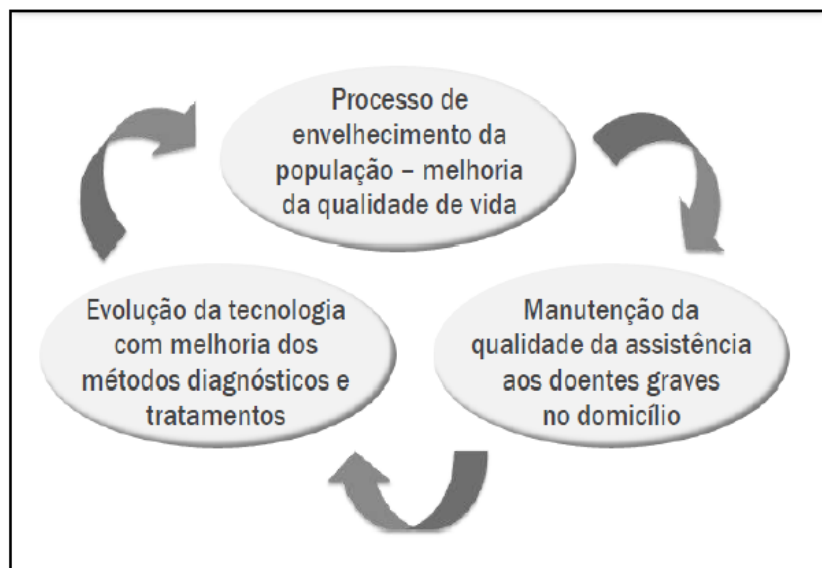 Processo de
envelhecimento da
população – melhoria
da qualidade de vida
Evolução da tecnologia
com melhoria dos
métodos diagnósticos e
tratamentos
Manutenção da
qualidade da assistência
aos doentes graves
no domicílio